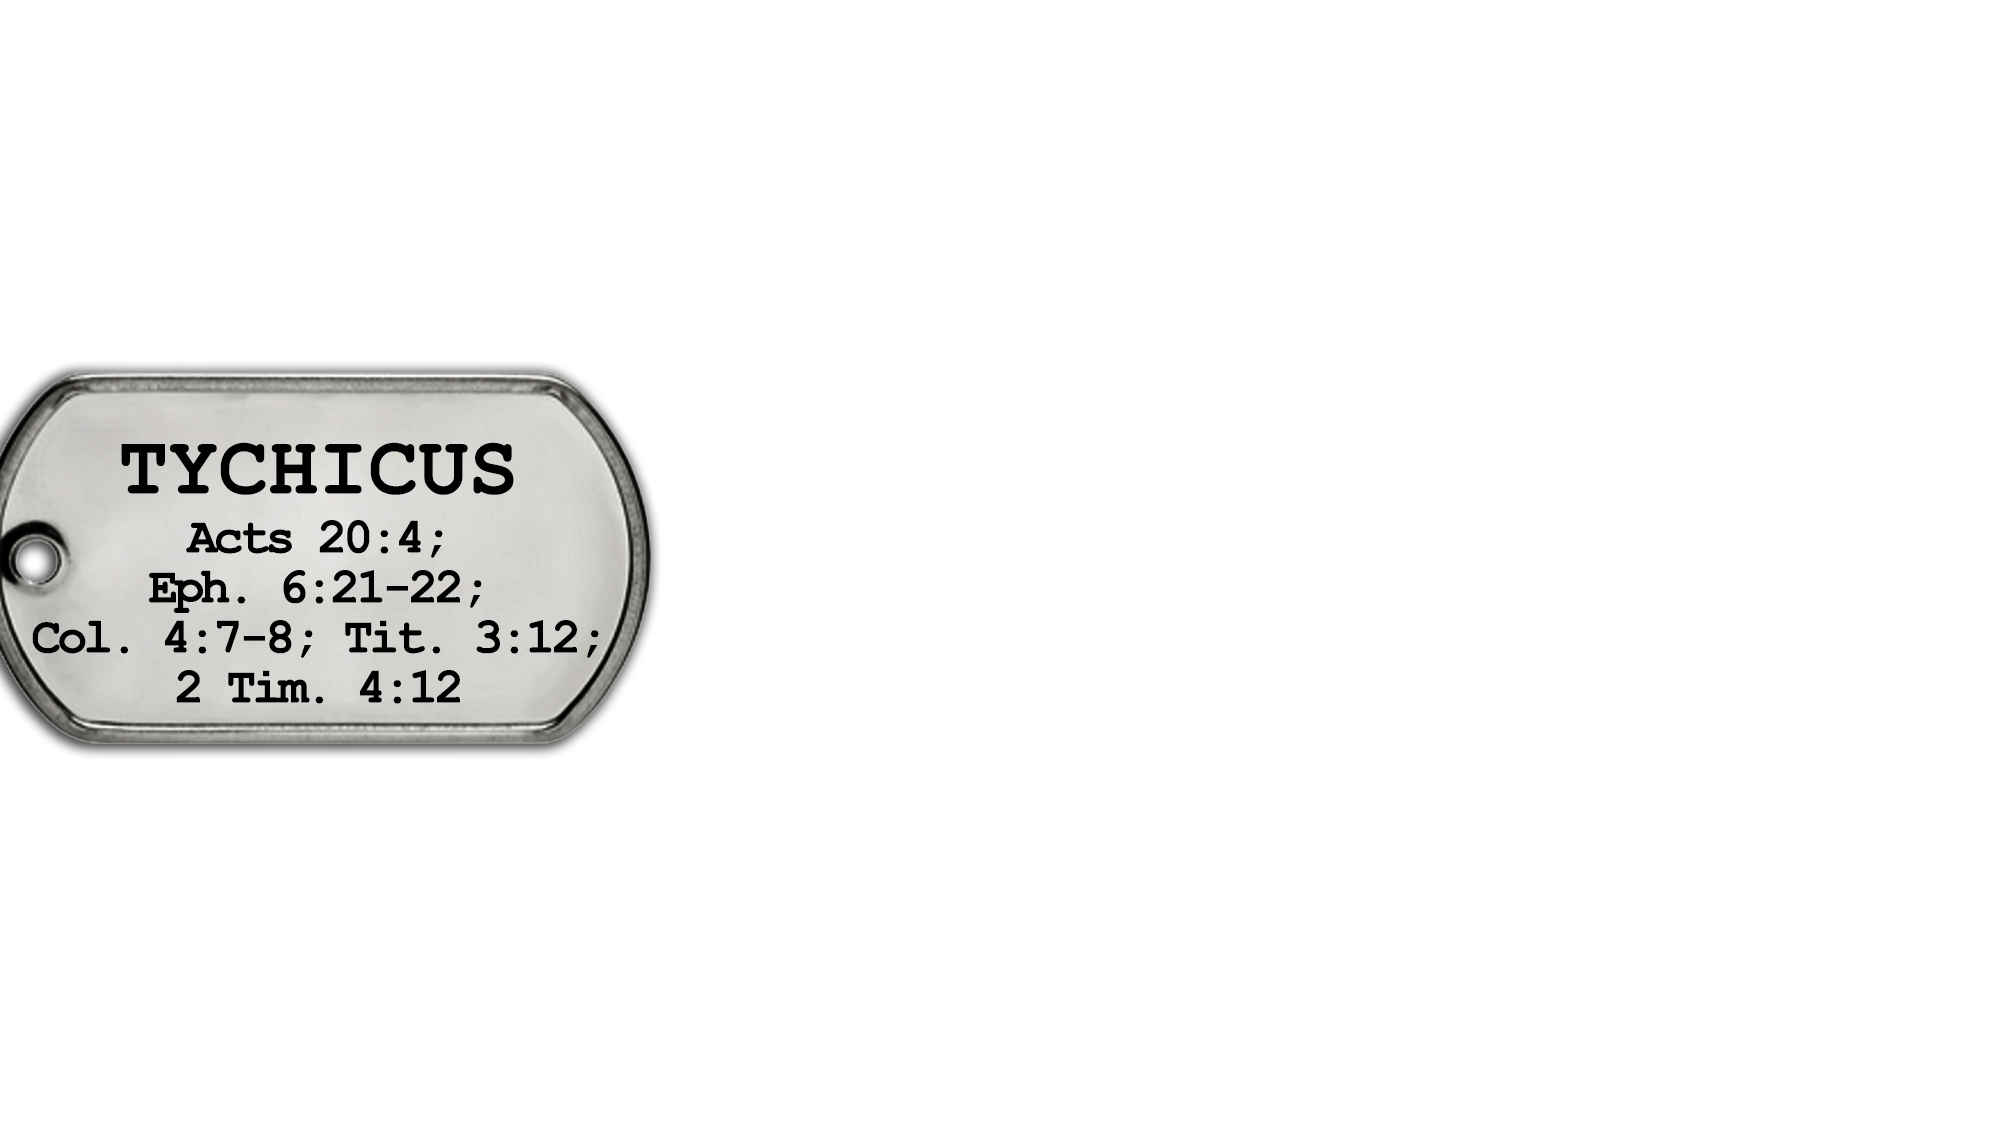 TYCHICUS
Acts 20:4;
Eph. 6:21-22;
Col. 4:7-8; Tit. 3:12;
2 Tim. 4:12